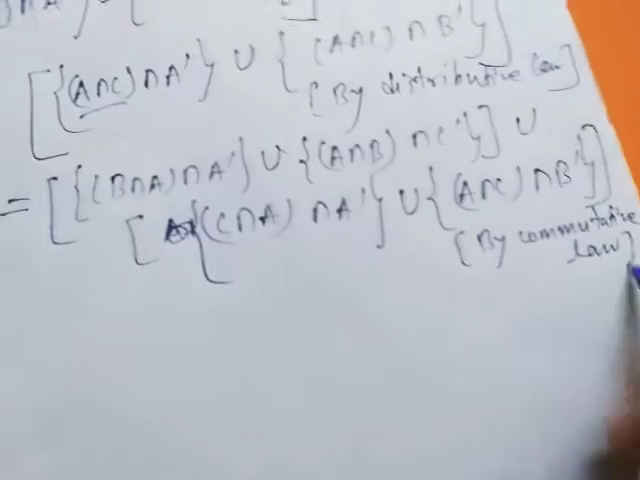 [{(A∩C)∩A'} ∪ {(A∩C)∩B'}]
[By distributive law]
= [{(B∩A)∩A'} ∪ {(A∩B)∩C'}] ∪
[{(C∩A)∩A'} ∪ {(A∩C)∩B'}]
[By commutative
law]